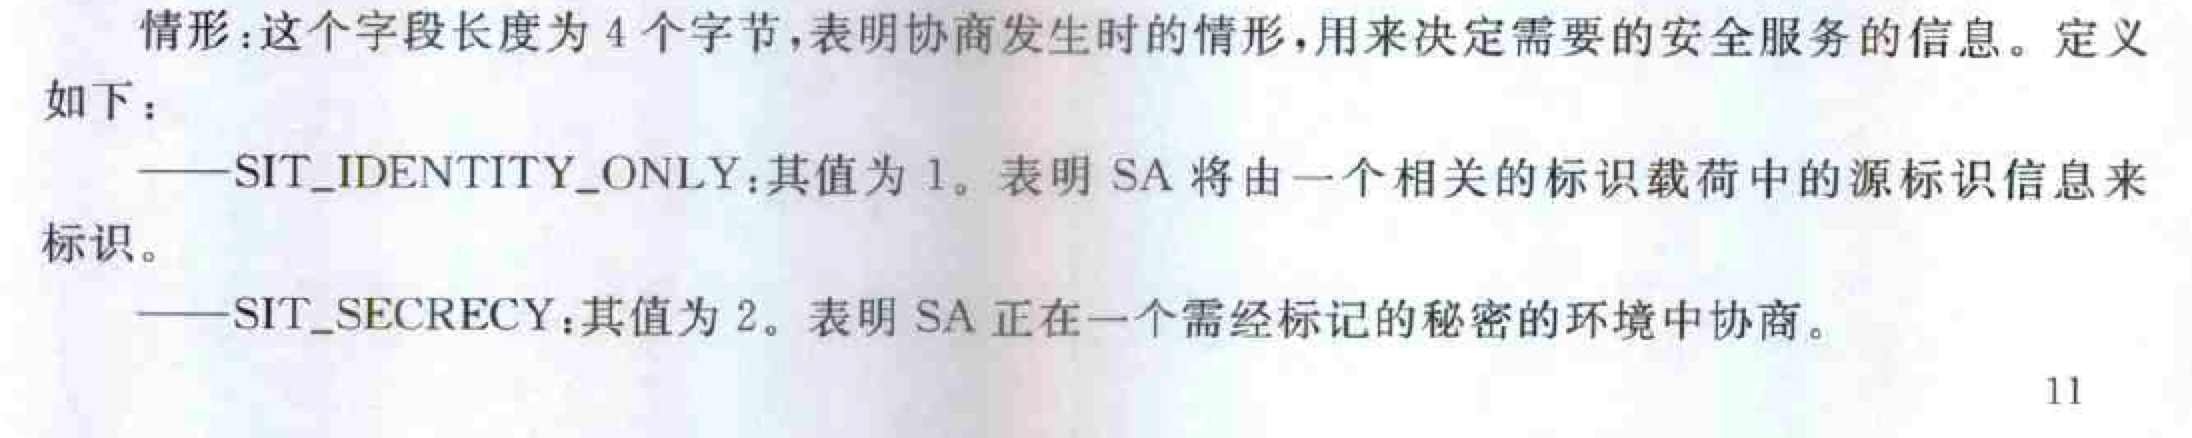 情形:这个字段长度为 4 个字节,表明协商发生时的情形,用来决定需要的安全服务的信息。定义
如下:
——SIT_IDENTITY_ONLY:其值为 1。表明 SA 将由一个相关的标识载荷中的源标识信息来
标识。
——SIT_SECRECY:其值为 2。表明 SA 正在一个需经标记的秘密的环境中协商。
11